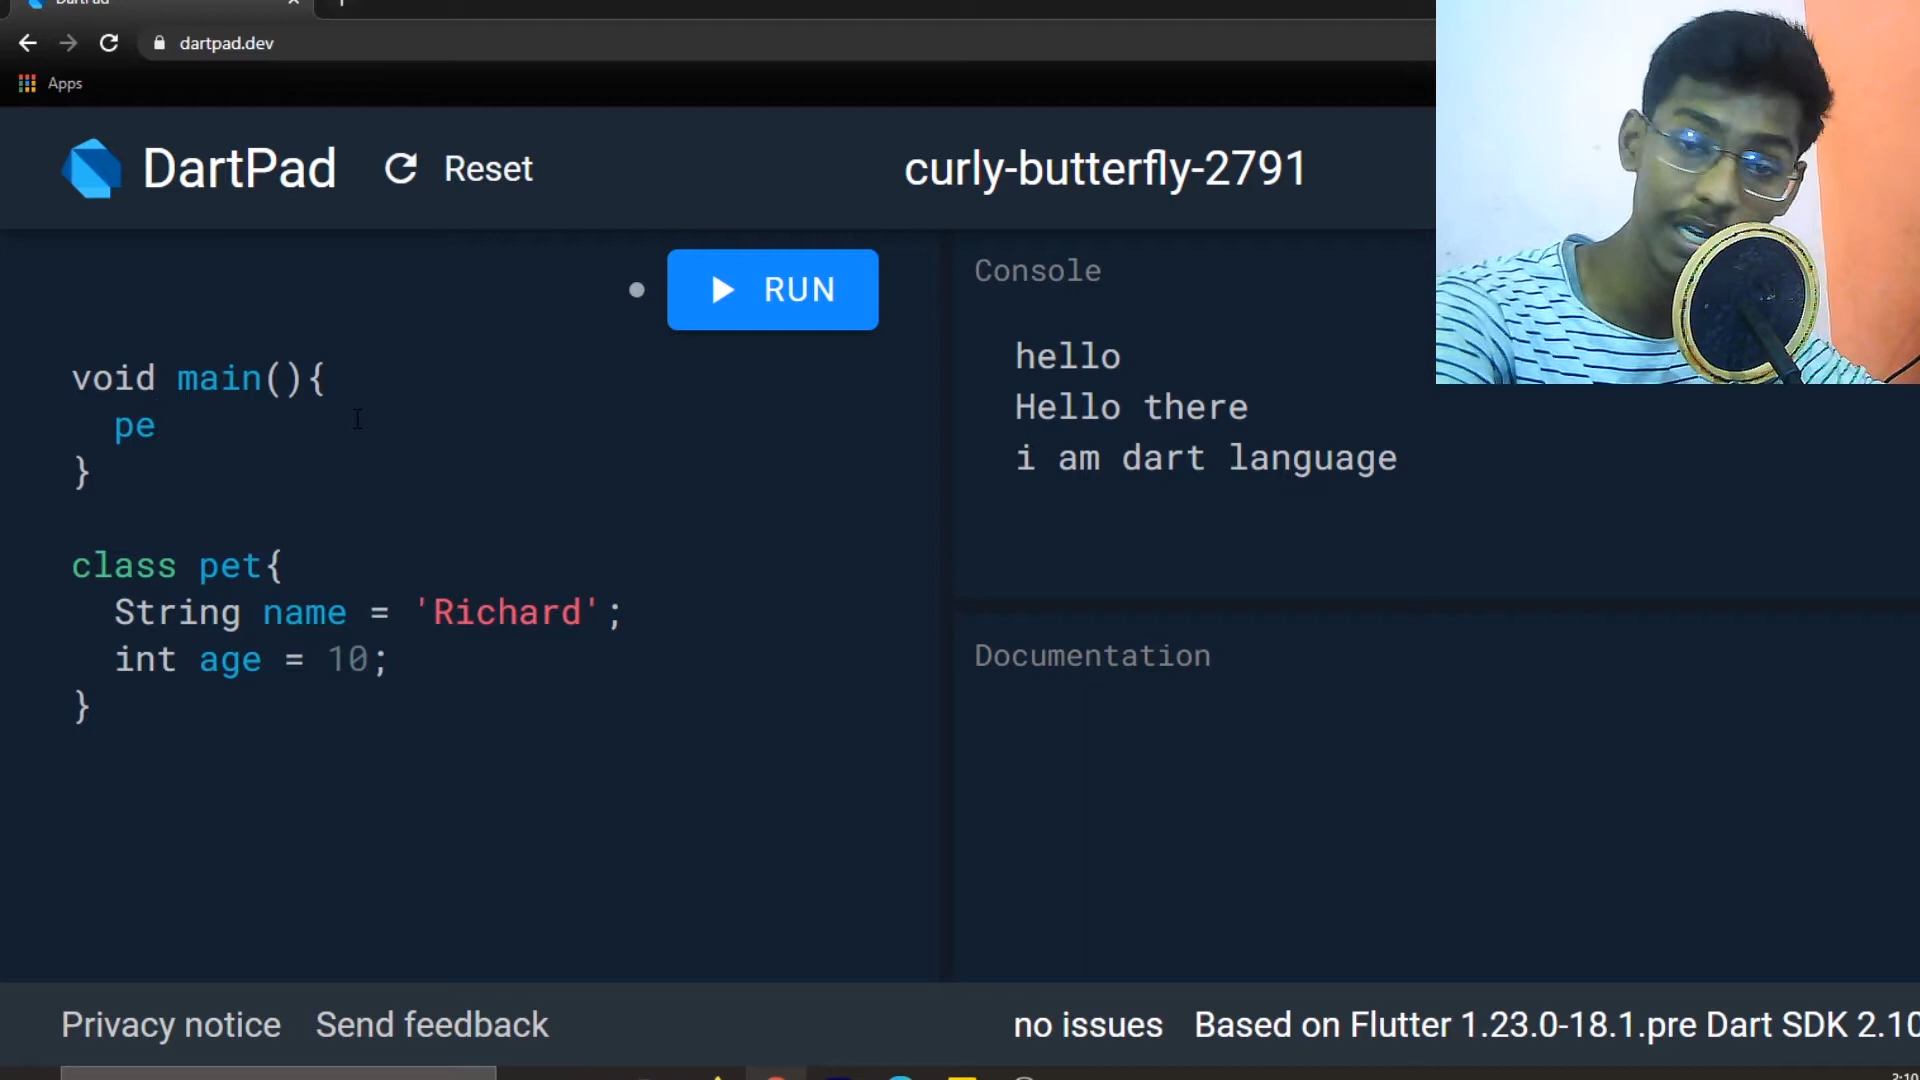 dartpad.dev
Apps
DartPad
Reset
curly-butterfly-2791
RUN
void main(){
pe
}
class pet{
String name = 'Richard';
int age = 10;
}
Console
hello
Hello there
i am dart language
Documentation
Privacy notice
Send feedback
no issues
Based on Flutter 1.23.0-18.1.pre Dart SDK 2.10